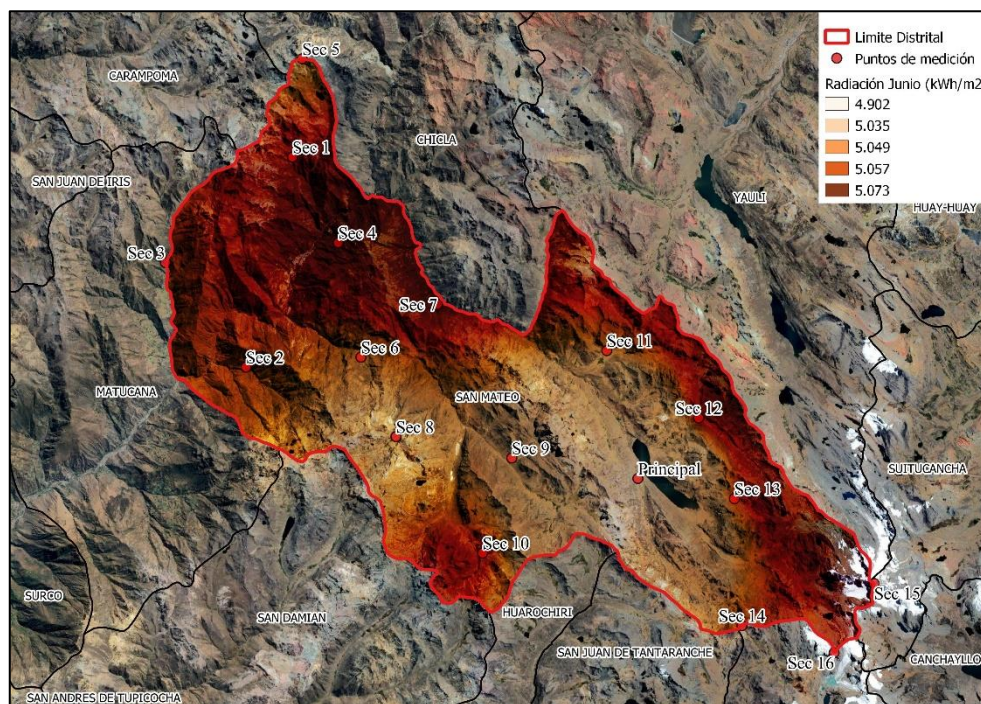 Limite Distrital
Puntos de medición
Radiación Junio (kWh/m2)
4.902
5.035
5.049
5.057
5.073
Sec 5
CARAMPOMA
CHICLA
Sec 1
SAN JUAN DE IRIS
YAULI
HUAY-HUAY
Sec 4
Sec 3
Sec 7
Sec 11
Sec 6
Sec 2
MATUCANA
SAN MATEO
Sec 12
Sec 8
Sec 9
Principal
SUITUCANCHA
Sec 13
Sec 10
SURCO
Sec 15
HUAROCHIRI
SAN DAMIAN
Sec 14
SAN JUAN DE TANTARANCHE
Sec 16
CANCHAYLLO
SAN ANDRES DE TUPICOCHA